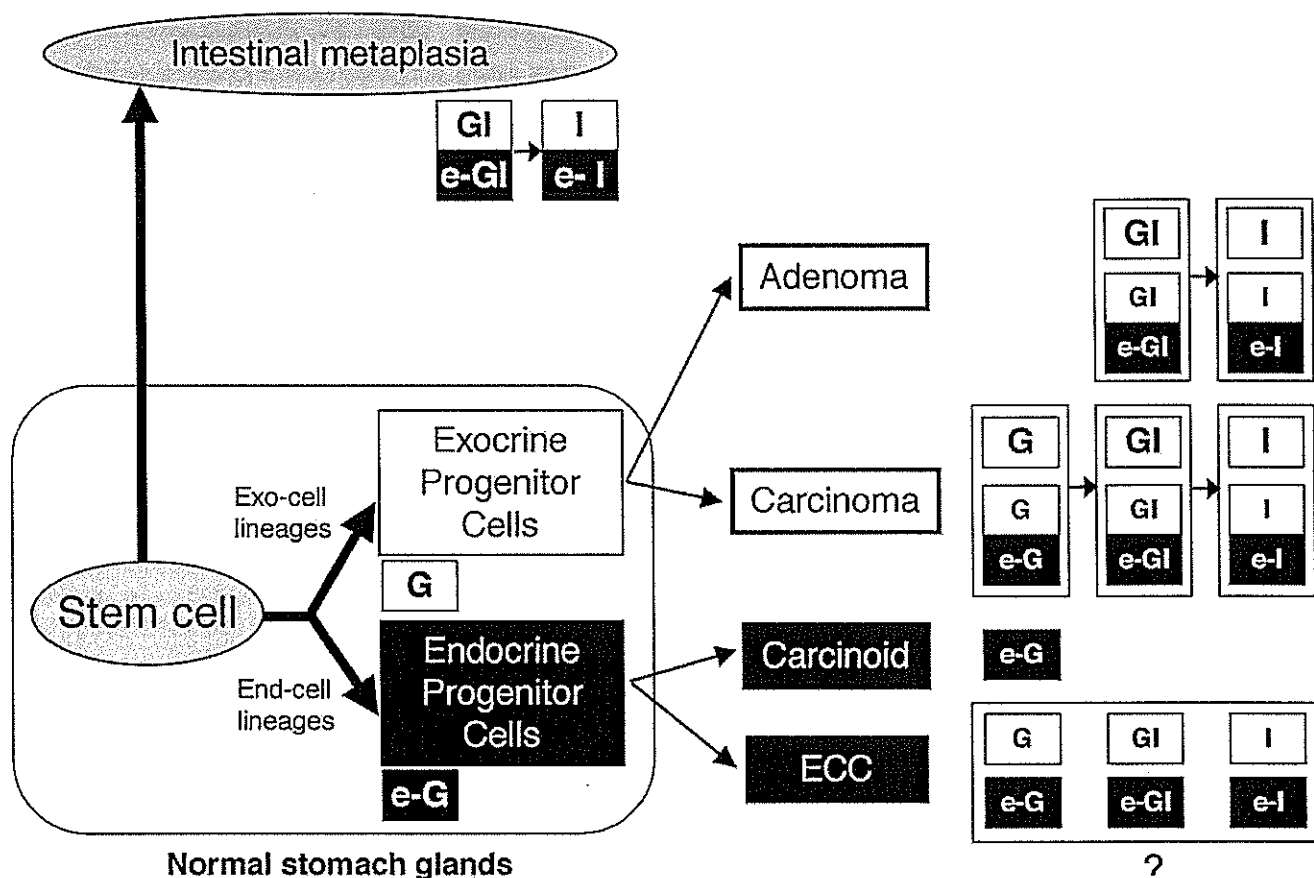 Intestinal metaplasia
GI
I
e-GI
e- I
Adenoma
GI
I
GI
I
e-GI
e-I
Exocrine
Progenitor
Cells
Exo-cell
lineages
Carcinoma
G
GI
I
G
GI
I
e-G
e-GI
e-I
G
Stem cell
Endocrine
Progenitor
Cells
End-cell
lineages
Carcinoid
e-G
ECC
G
GI
I
e-G
e-GI
e-I
e-G
Normal stomach glands
?